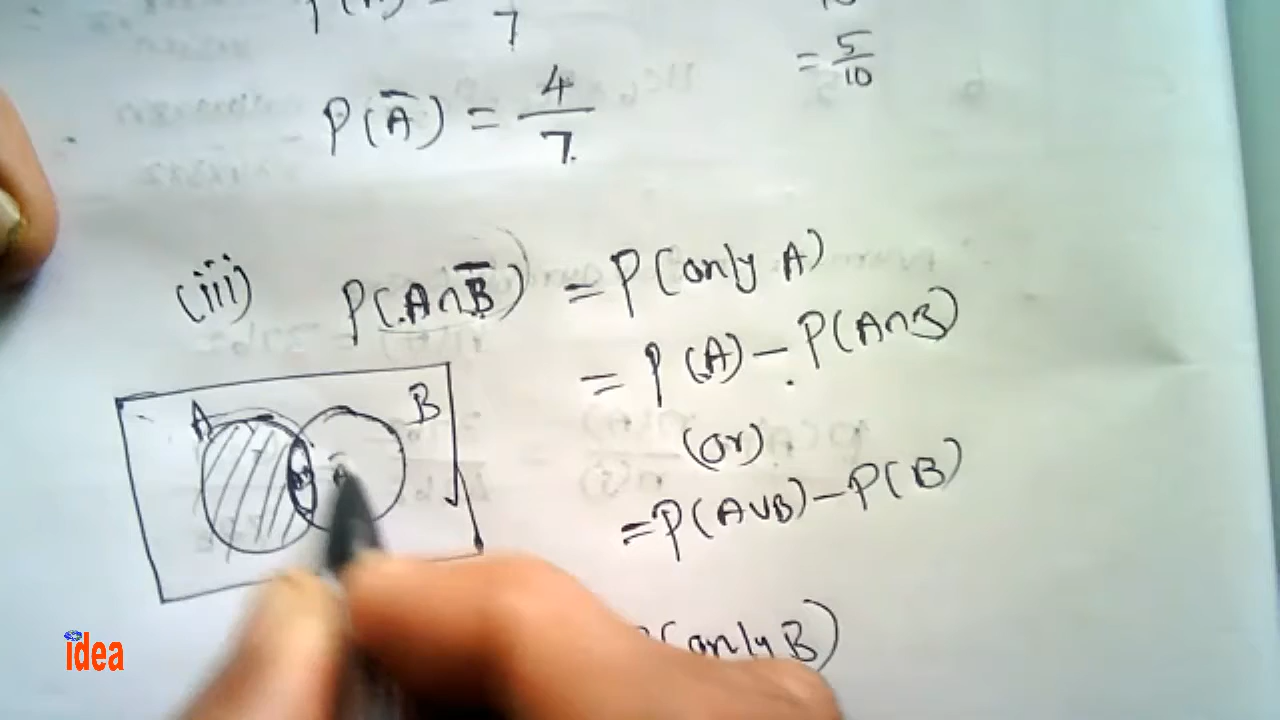 7
= 5/10
P(A̅) = 4/7
(iii) P(A∩B̅) = P(only A)
= P(A) - P(A∩B)
(or)
= P(A∪B) - P(B)
A B
(only B)
idea